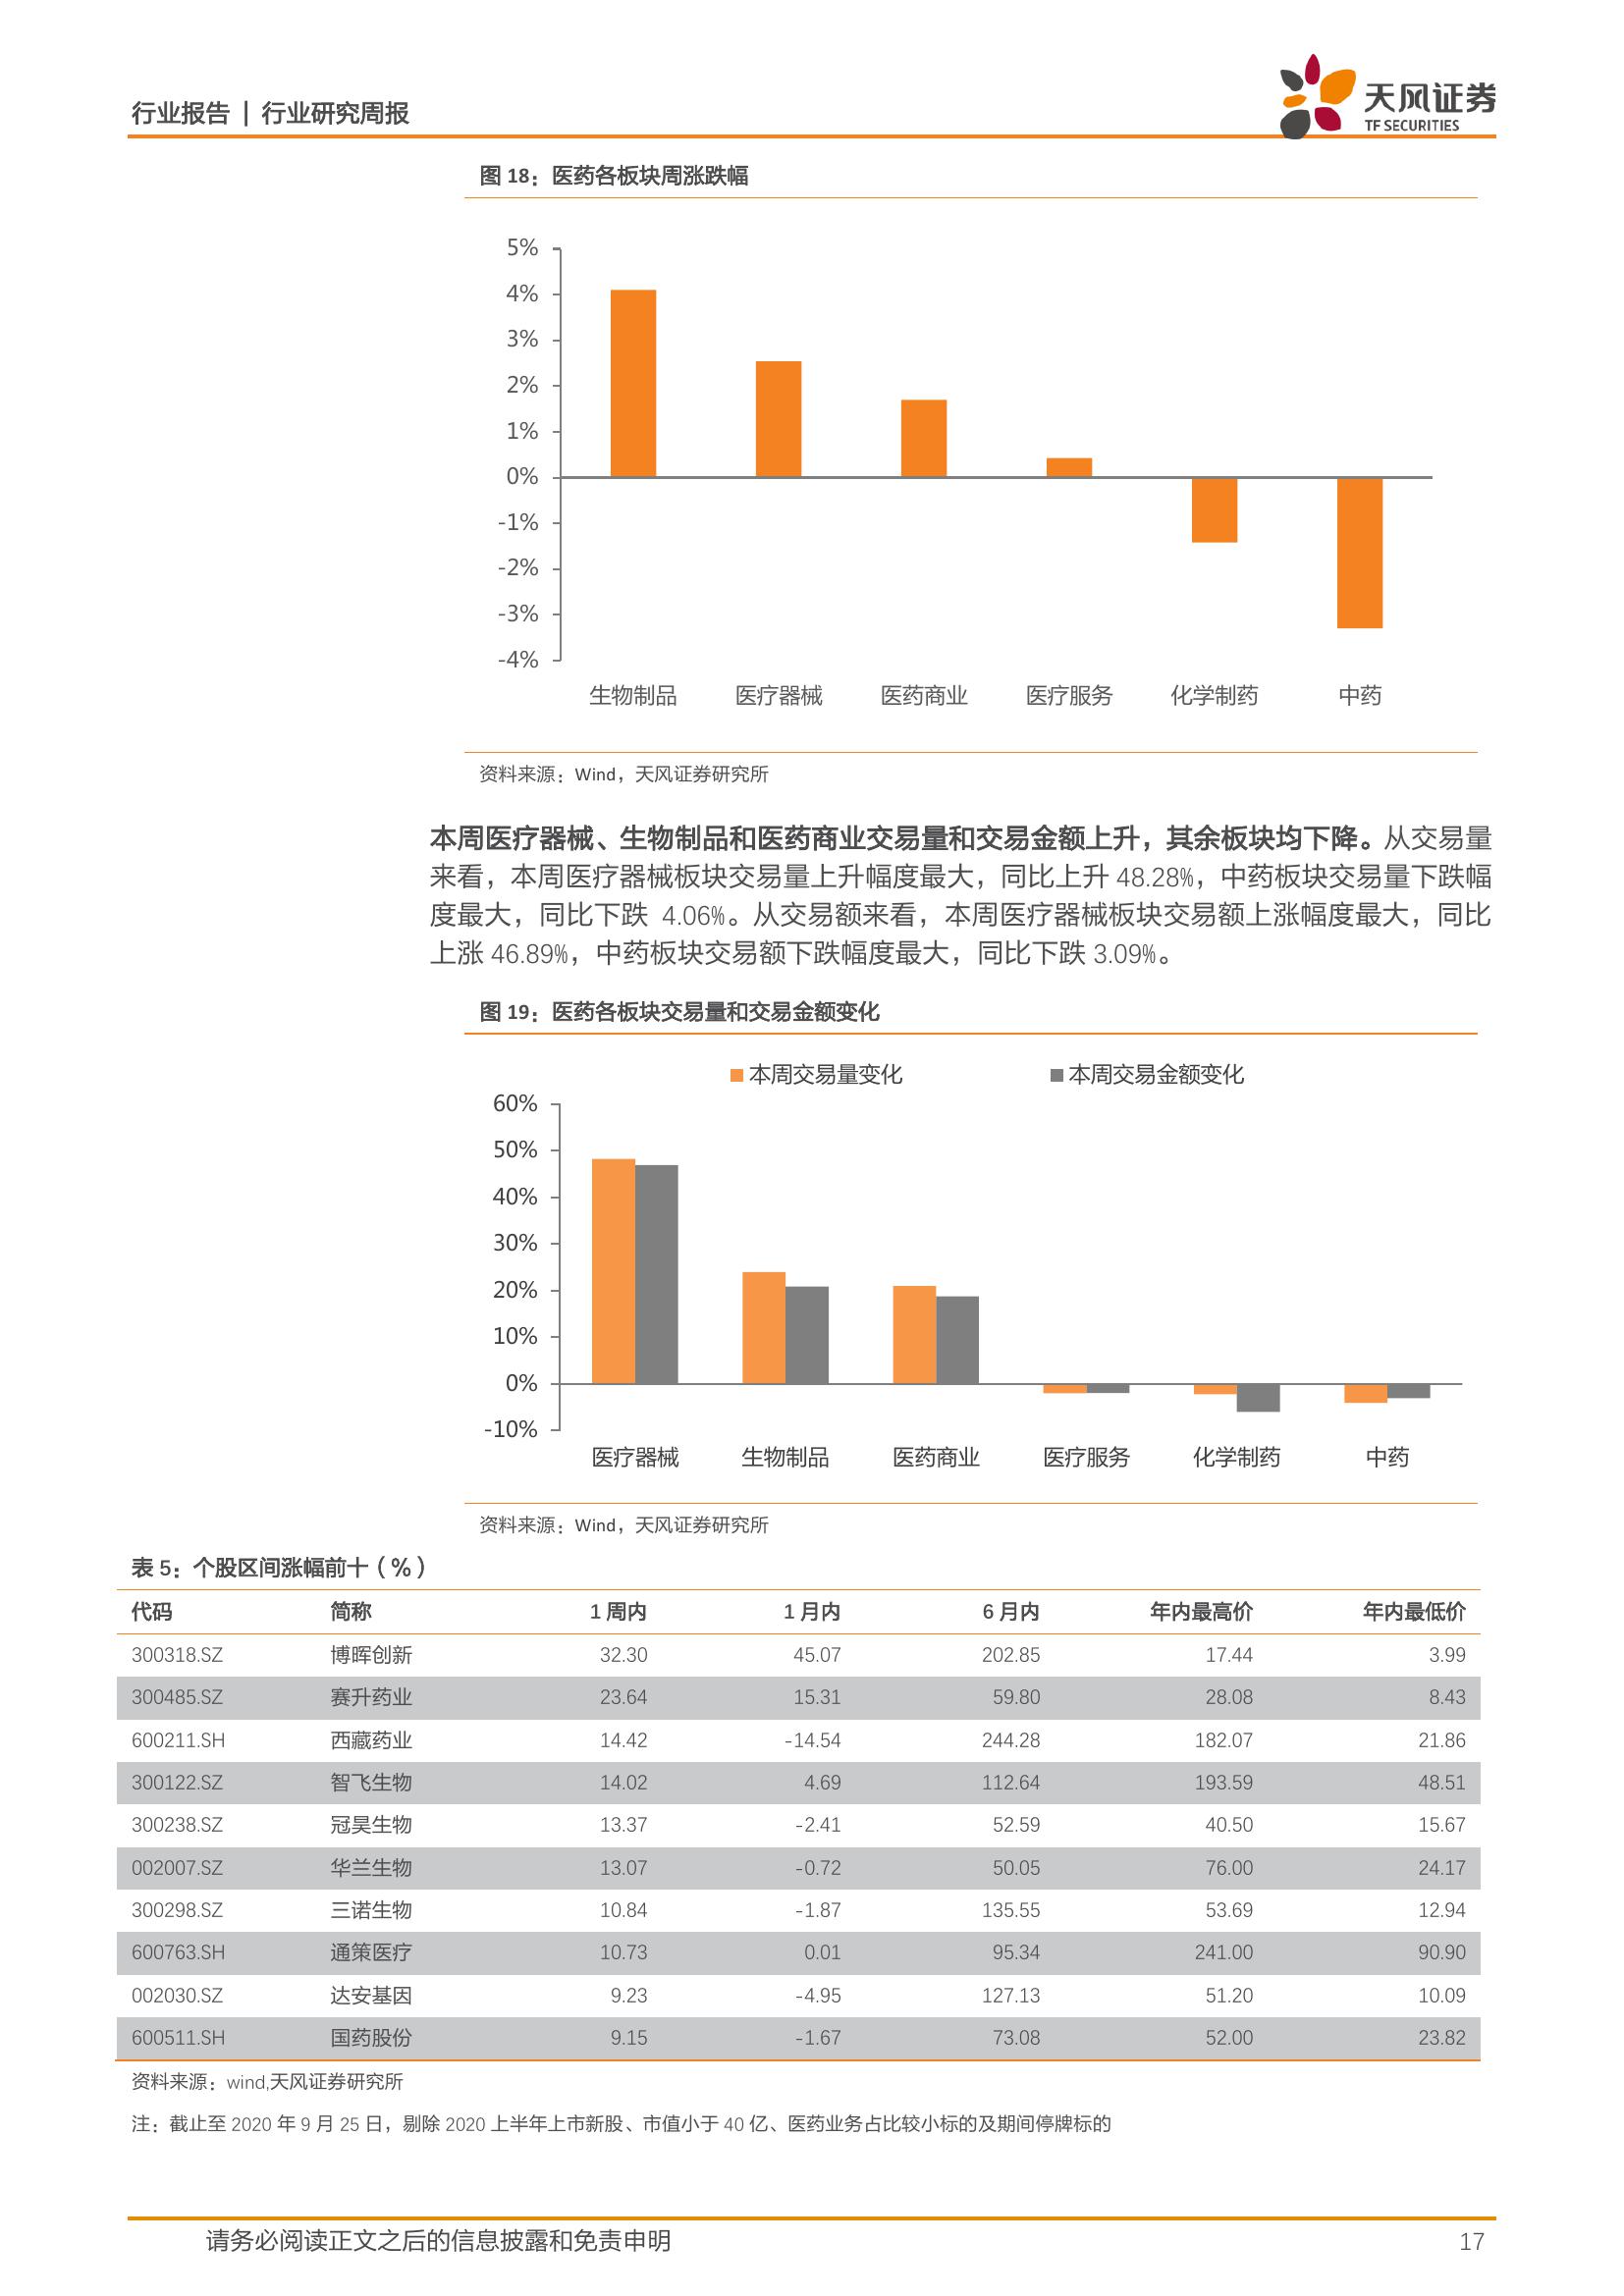 行业报告 | 行业研究周报
天风证券
TF SECURITIES
图 18：医药各板块周涨跌幅
5%
4%
3%
2%
1%
0%
-1%
-2%
-3%
-4%
生物制品 医疗器械 医药商业 医疗服务 化学制药 中药
资料来源：Wind，天风证券研究所
本周医疗器械、生物制品和医药商业交易量和交易金额上升，其余板块均下降。从交易量
来看，本周医疗器械板块交易量上升幅度最大，同比上升 48.28%，中药板块交易量下跌幅
度最大，同比下跌 4.06%。从交易额来看，本周医疗器械板块交易额上涨幅度最大，同比
上涨 46.89%，中药板块交易额下跌幅度最大，同比下跌 3.09%。
图 19：医药各板块交易量和交易金额变化
本周交易量变化 本周交易金额变化
60%
50%
40%
30%
20%
10%
0%
-10%
医疗器械 生物制品 医药商业 医疗服务 化学制药 中药
资料来源：Wind，天风证券研究所
表 5：个股区间涨幅前十（%）
代码 简称 1 周内 1 月内 6 月内 年内最高价 年内最低价
300318.SZ 博晖创新 32.30 45.07 202.85 17.44 3.99
300485.SZ 赛升药业 23.64 15.31 59.80 28.08 8.43
600211.SH 西藏药业 14.42 -14.54 244.28 182.07 21.86
300122.SZ 智飞生物 14.02 4.69 112.64 193.59 48.51
300238.SZ 冠昊生物 13.37 -2.41 52.59 40.50 15.67
002007.SZ 华兰生物 13.07 -0.72 50.05 76.00 24.17
300298.SZ 三诺生物 10.84 -1.87 135.55 53.69 12.94
600763.SH 通策医疗 10.73 0.01 95.34 241.00 90.90
002030.SZ 达安基因 9.23 -4.95 127.13 51.20 10.09
600511.SH 国药股份 9.15 -1.67 73.08 52.00 23.82
资料来源：wind,天风证券研究所
注：截止至 2020 年 9 月 25 日，剔除 2020 上半年上市新股、市值小于 40 亿、医药业务占比较小标的及期间停牌标的
请务必阅读正文之后的信息披露和免责申明 17